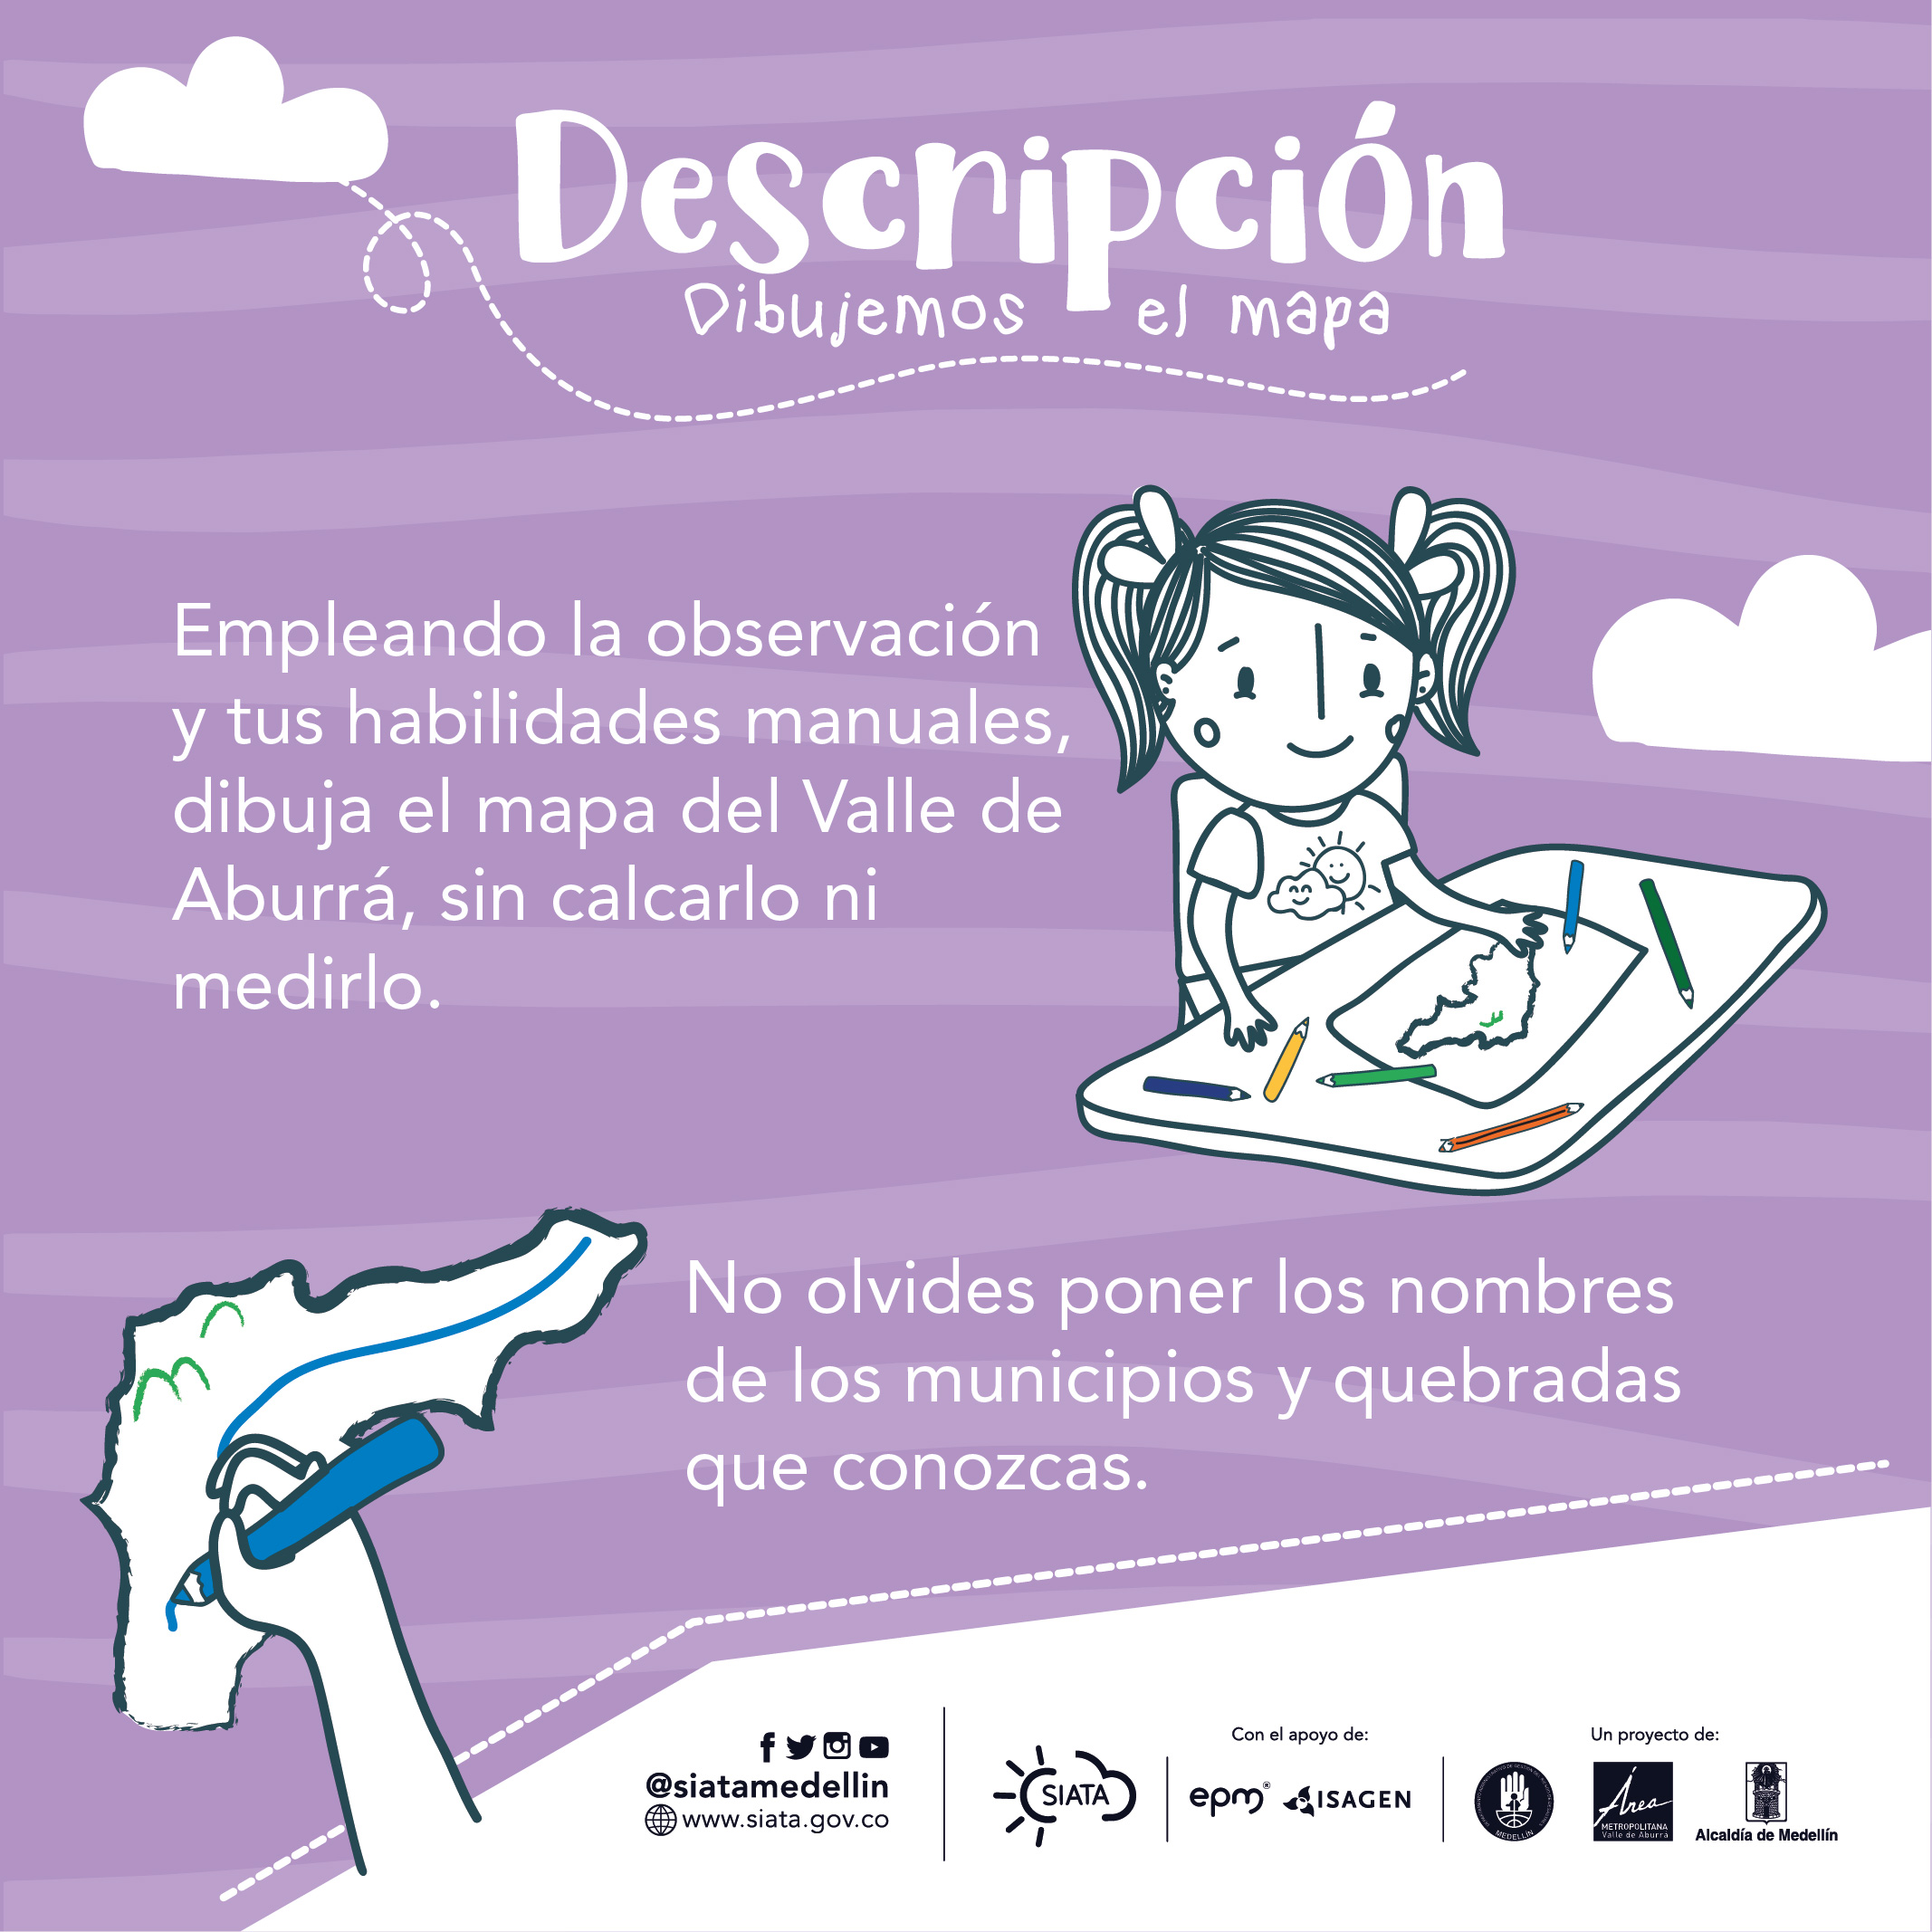 Descripción
Dibujemos el mapa
Empleando la observación
y tus habilidades manuales,
dibuja el mapa del Valle de
Aburrá, sin calcarlo ni
medirlo.
No olvides poner los nombres
de los municipios y quebradas
que conozcas.
@siatamedellin
www.siata.gov.co
SIATA
Con el apoyo de:
epm®
ISAGEN
MEDELLÍN
Un proyecto de:
Área
METROPOLITANA
Valle de Aburrá
Alcaldía de Medellín